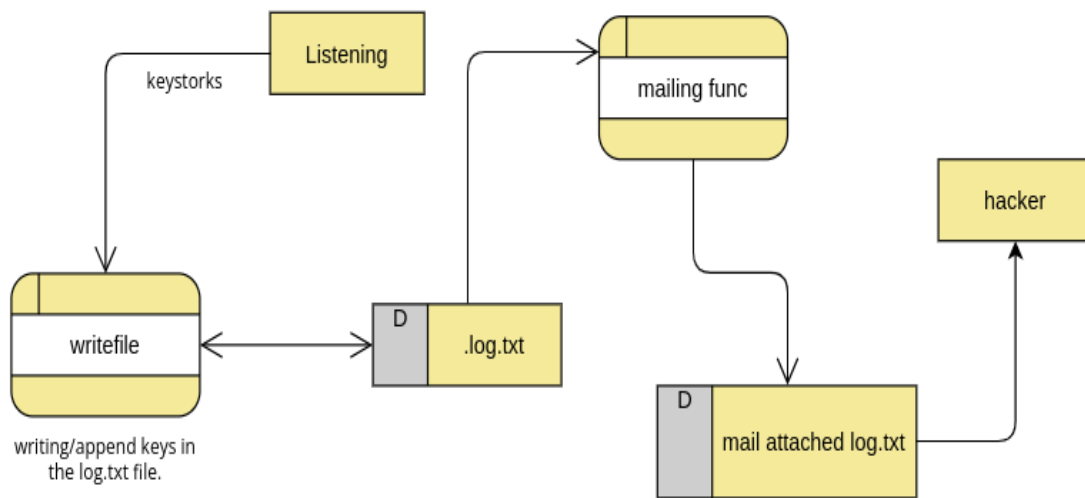 Listening
keystorks
mailing func
hacker
writefile
D
.log.txt
writing/append keys in
the log.txt file.
D
mail attached log.txt